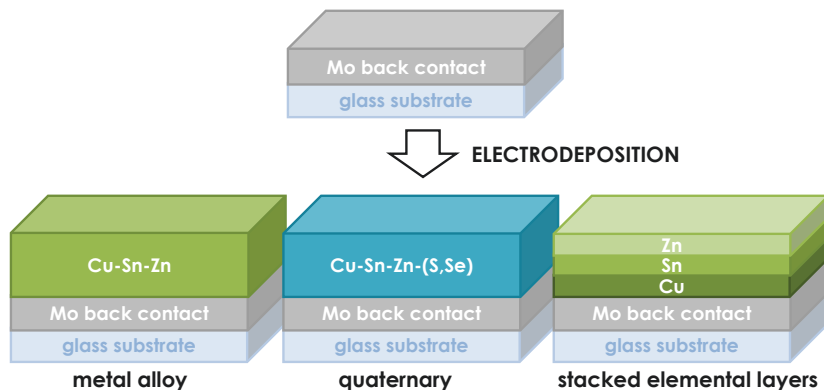 Mo back contact
glass substrate
ELECTRODEPOSITION
Cu-Sn-Zn
Mo back contact
glass substrate
metal alloy
Cu-Sn-Zn-(S,Se)
Mo back contact
glass substrate
quaternary
Zn
Sn
Cu
Mo back contact
glass substrate
stacked elemental layers